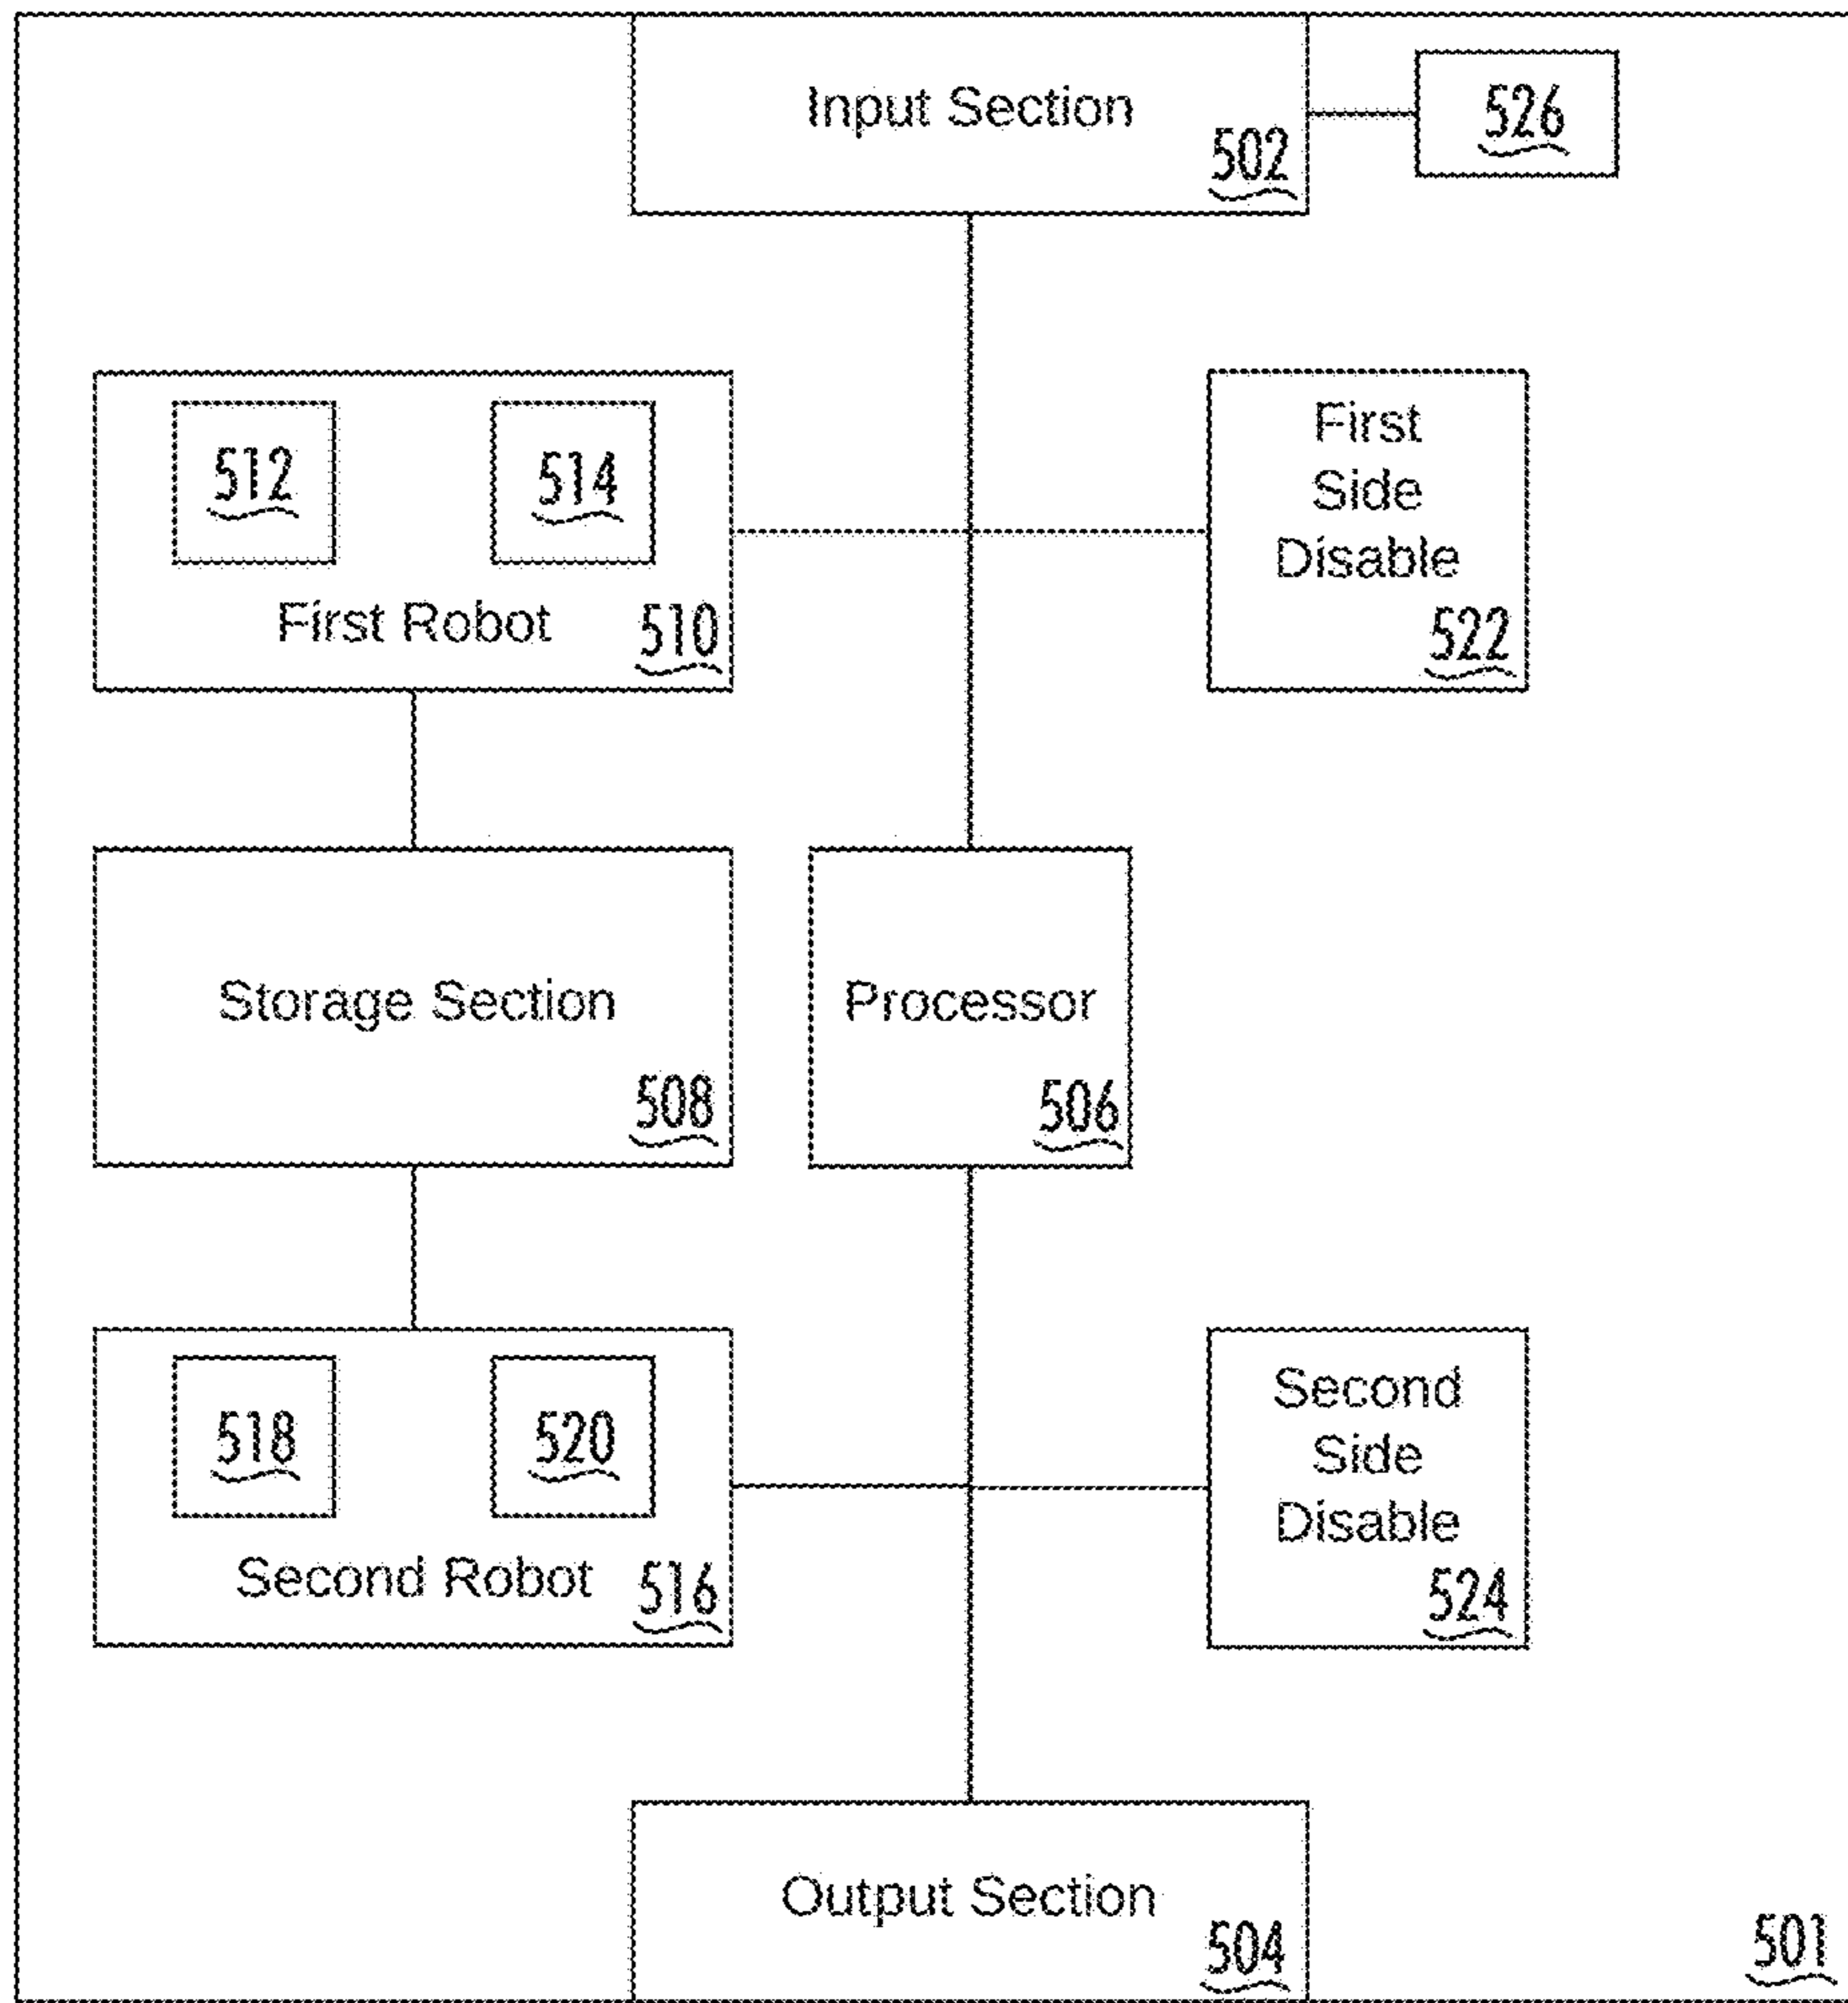 Input Section
502
526
512
514
First Robot
510
First
Side
Disable
522
Storage Section
508
Processor
506
518
520
Second Robot
516
Second
Side
Disable
524
Output Section
504
501